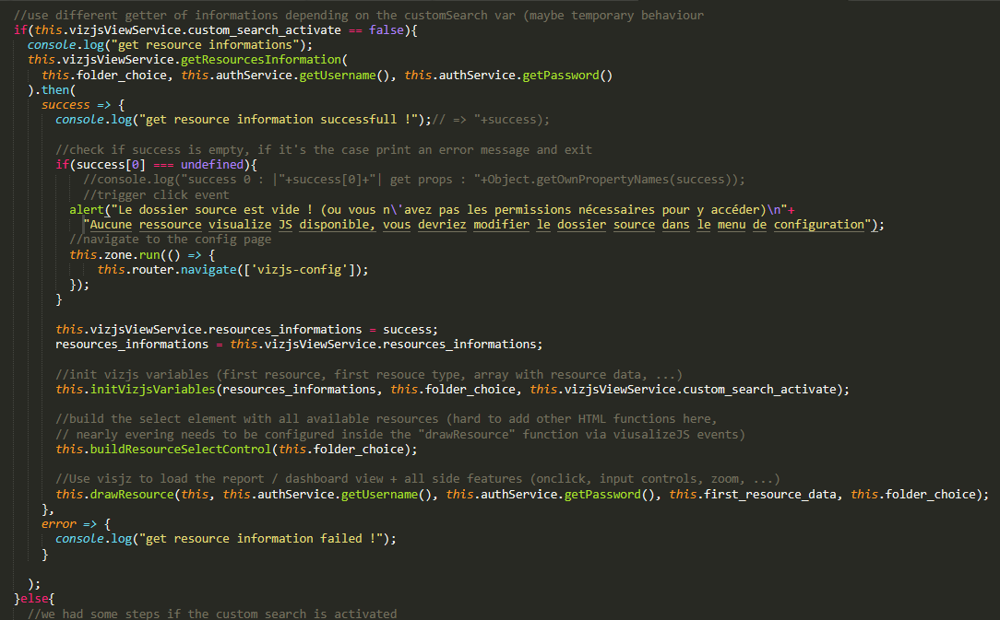 //use different getter of informations depending on the customSearch var (maybe temporary behaviour
if(this.vizjsViewService.custom_search_activate == false){
console.log("get resource informations");
this.vizjsViewService.getResourcesInformation(
this.folder_choice, this.authService.getUsername(), this.authService.getPassword()
).then(
success => {
console.log("get resource information successfull !");// => "+success);
//check if success is empty, if it's the case print an error message and exit
if(success[0] === undefined){
//console.log("success 0 : |"+success[0]+"| get props : "+Object.getOwnPropertyNames(success));
//trigger click event
alert("Le dossier source est vide ! (ou vous n\'avez pas les permissions nécessaires pour y accéder)\n"+
"Aucune ressource visualize JS disponible, vous devriez modifier le dossier source dans le menu de configuration");
//navigate to the config page
this.zone.run(() => {
this.router.navigate(['vizjs-config']);
});
}
this.vizjsViewService.resources_informations = success;
resources_informations = this.vizjsViewService.resources_informations;
//init vizjs variables (first resource, first resouce type, array with resource data, ...)
this.initVizjsVariables(resources_informations, this.folder_choice, this.vizjsViewService.custom_search_activate);
//build the select element with all available resources (hard to add other HTML functions here,
// nearly evering needs to be configured inside the "drawResource" function via viusalizeJS events)
this.buildResourceSelectControl(this.folder_choice);
//Use visjz to load the report / dashboard view + all side features (onclick, input controls, zoom, ...)
this.drawResource(this, this.authService.getUsername(), this.authService.getPassword(), this.first_resource_data, this.folder_choice);
},
error => {
console.log("get resource information failed !");
}
);
}else{
//we had some steps if the custom search is activated